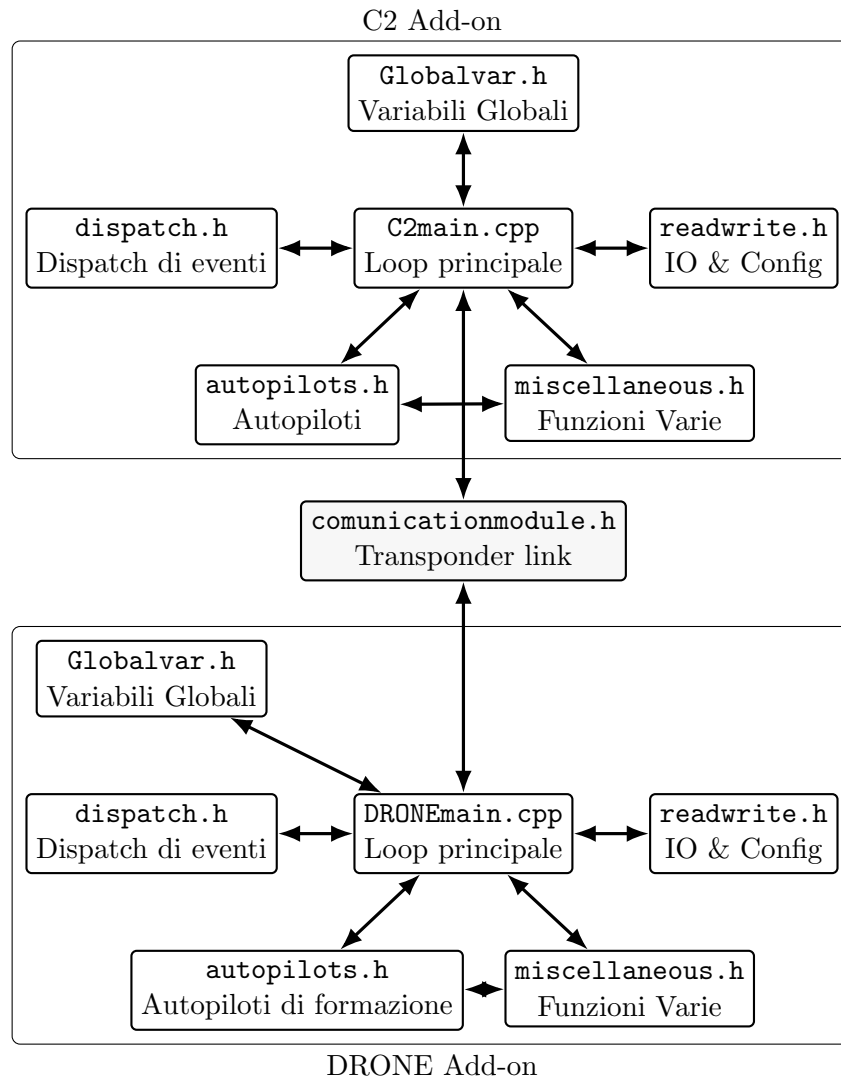 C2 Add-on
Globalvar.h
Variabili Globali
dispatch.h
Dispatch di eventi
C2main.cpp
Loop principale
readwrite.h
IO & Config
autopilots.h
Autopiloti
miscellaneous.h
Funzioni Varie
comunicationmodule.h
Transponder link
Globalvar.h
Variabili Globali
dispatch.h
Dispatch di eventi
DRONEmain.cpp
Loop principale
readwrite.h
IO & Config
autopilots.h
Autopiloti di formazione
miscellaneous.h
Funzioni Varie
DRONE Add-on